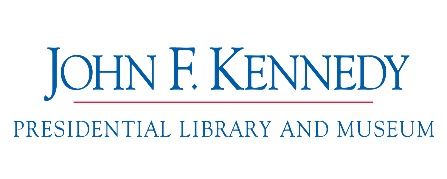 JOHN F. KENNEDY
PRESIDENTIAL LIBRARY AND MUSEUM